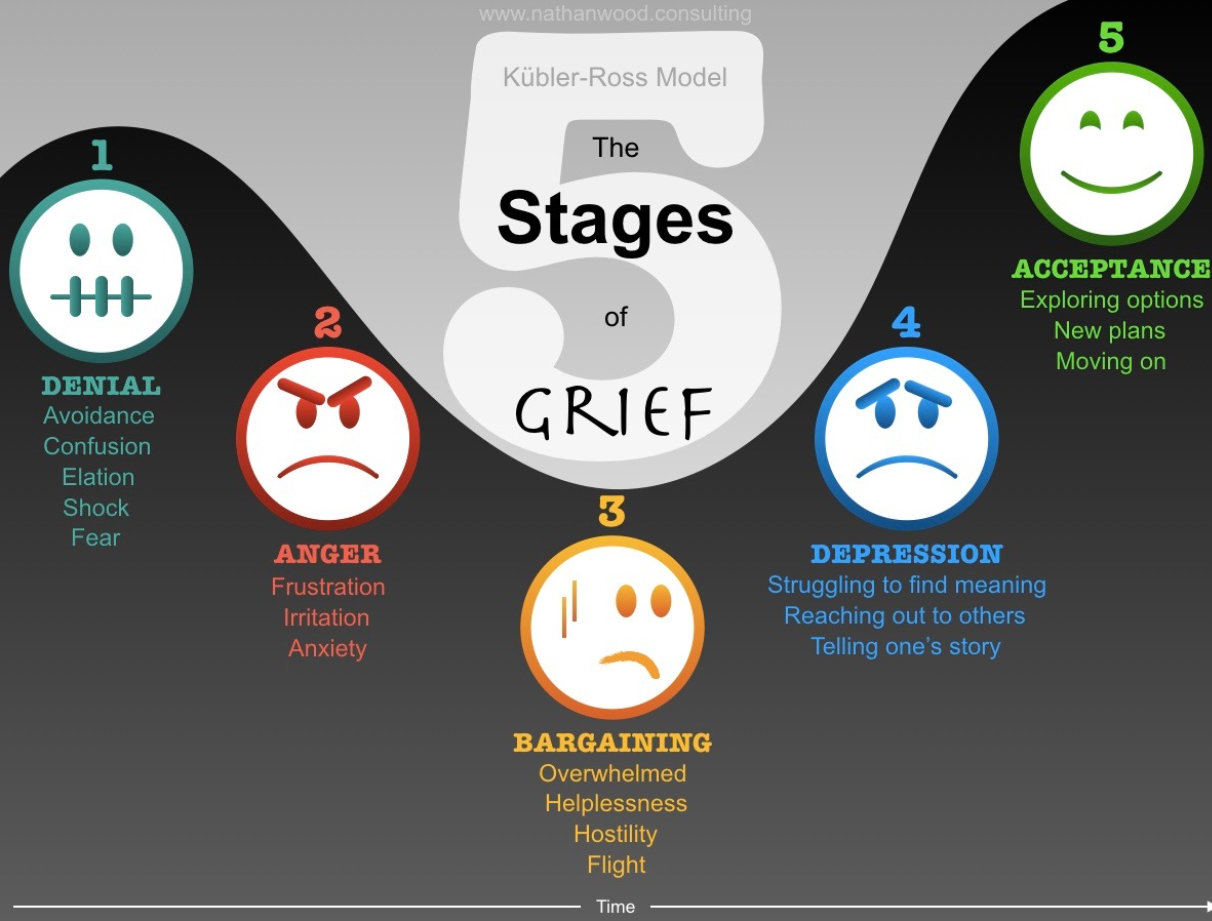 www.nathanwood.consulting
5
Kübler-Ross Model
The
Stages
of
GRIEF
1
DENIAL
Avoidance
Confusion
Elation
Shock
Fear
2
ANGER
Frustration
Irritation
Anxiety
3
BARGAINING
Overwhelmed
Helplessness
Hostility
Flight
4
DEPRESSION
Struggling to find meaning
Reaching out to others
Telling one’s story
5
ACCEPTANCE
Exploring options
New plans
Moving on
Time